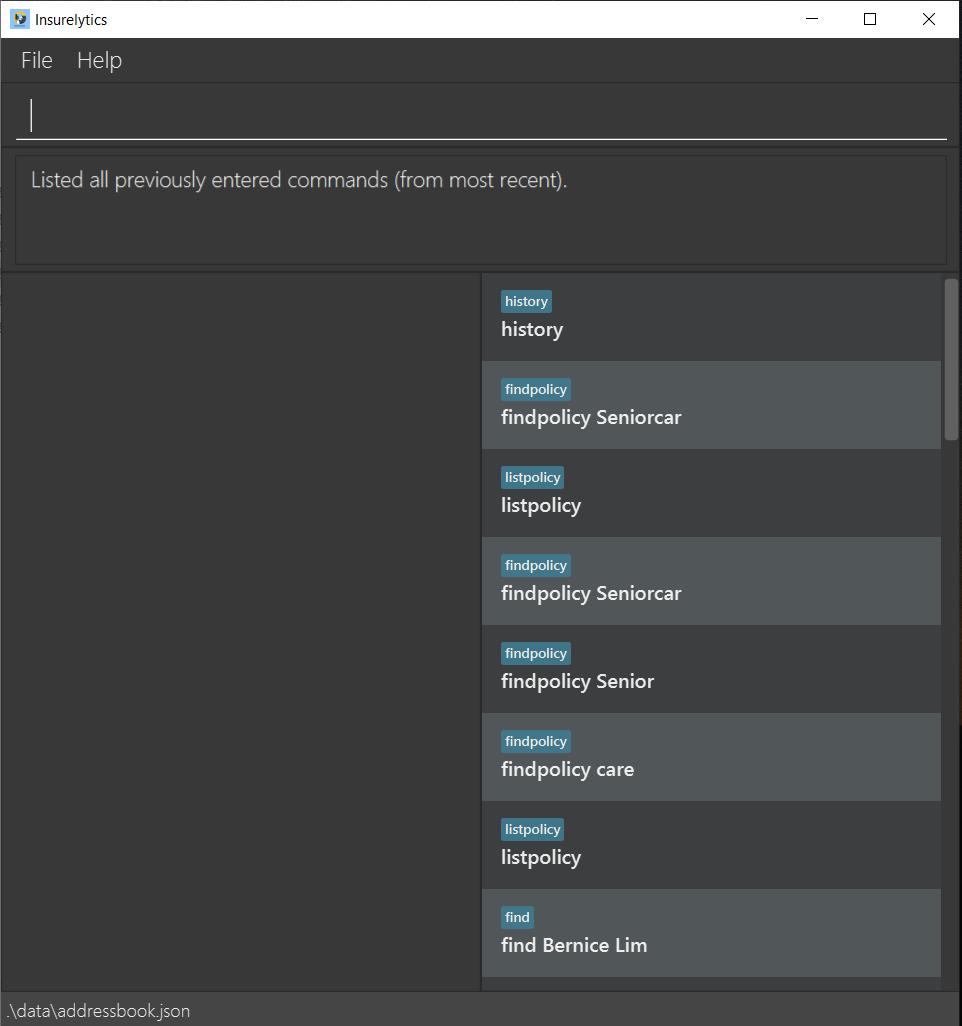 Insurelytics
File Help
Listed all previously entered commands (from most recent).
history
history
findpolicy
findpolicy Seniorcar
listpolicy
listpolicy
findpolicy
findpolicy Seniorcar
findpolicy
findpolicy Senior
findpolicy
findpolicy care
listpolicy
listpolicy
find
find Bernice Lim
.\data\addressbook.json